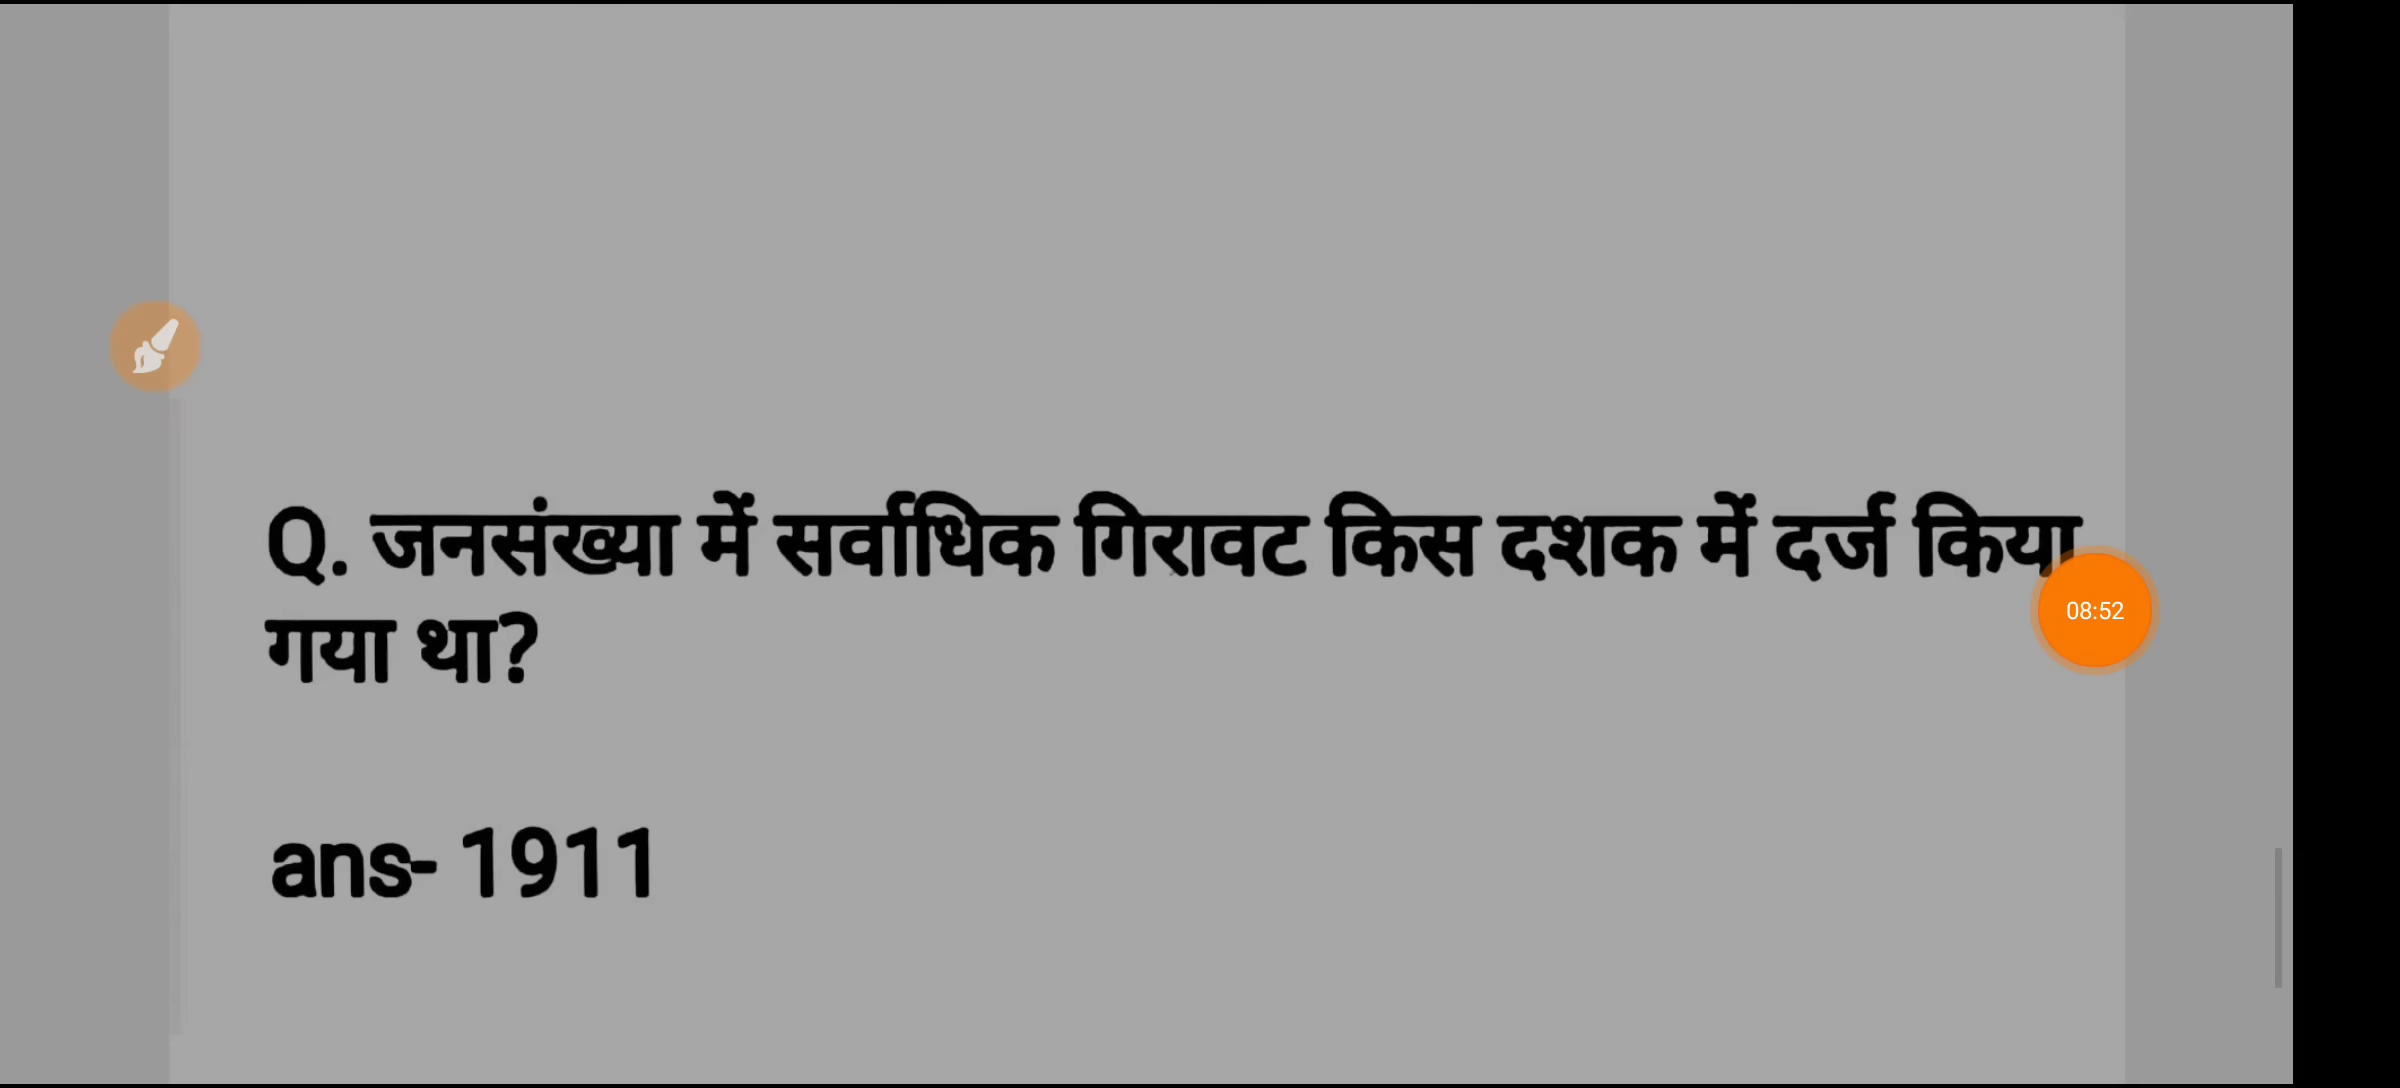 Q. जनसंख्या में सर्वाधिक गिरावट किस दशक में दर्ज किया
गया था?
08:52
ans- 1911